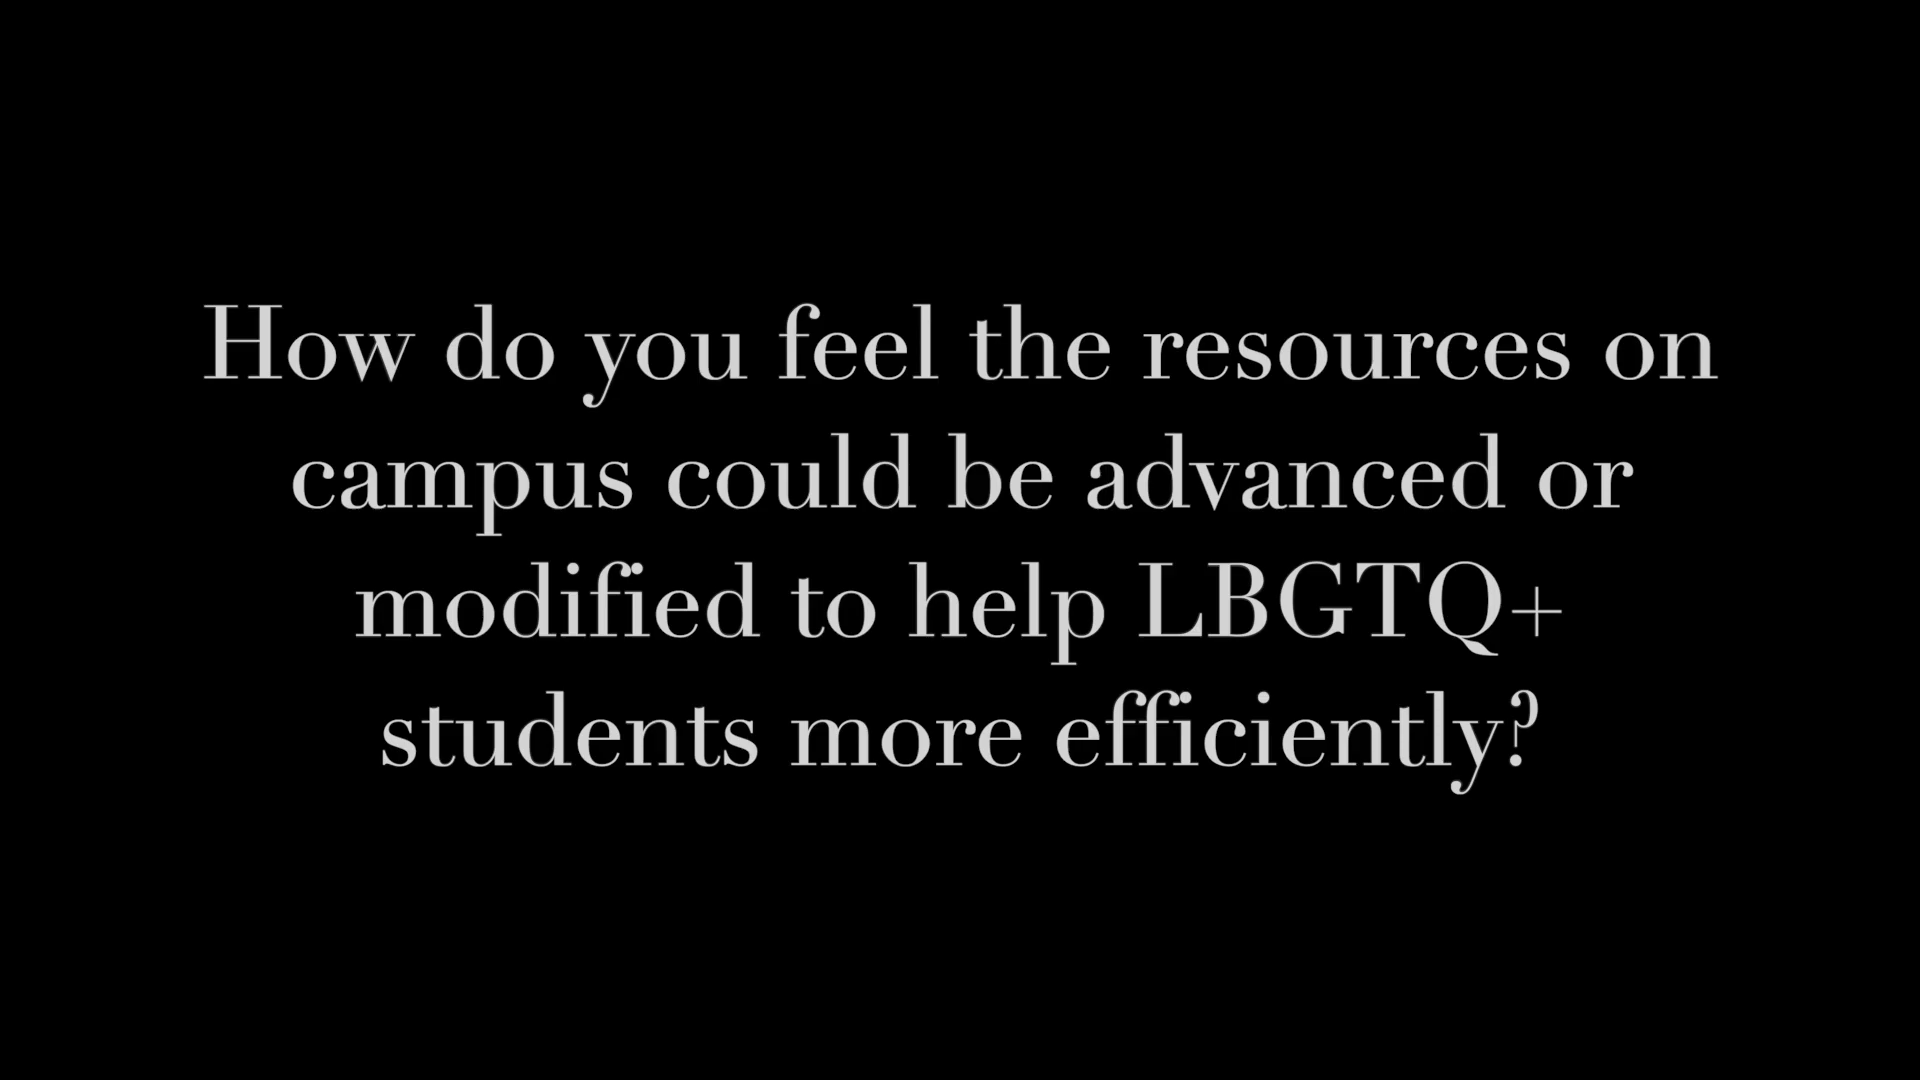 How do you feel the resources on
campus could be advanced or
modified to help LBGTQ+
students more efficiently?